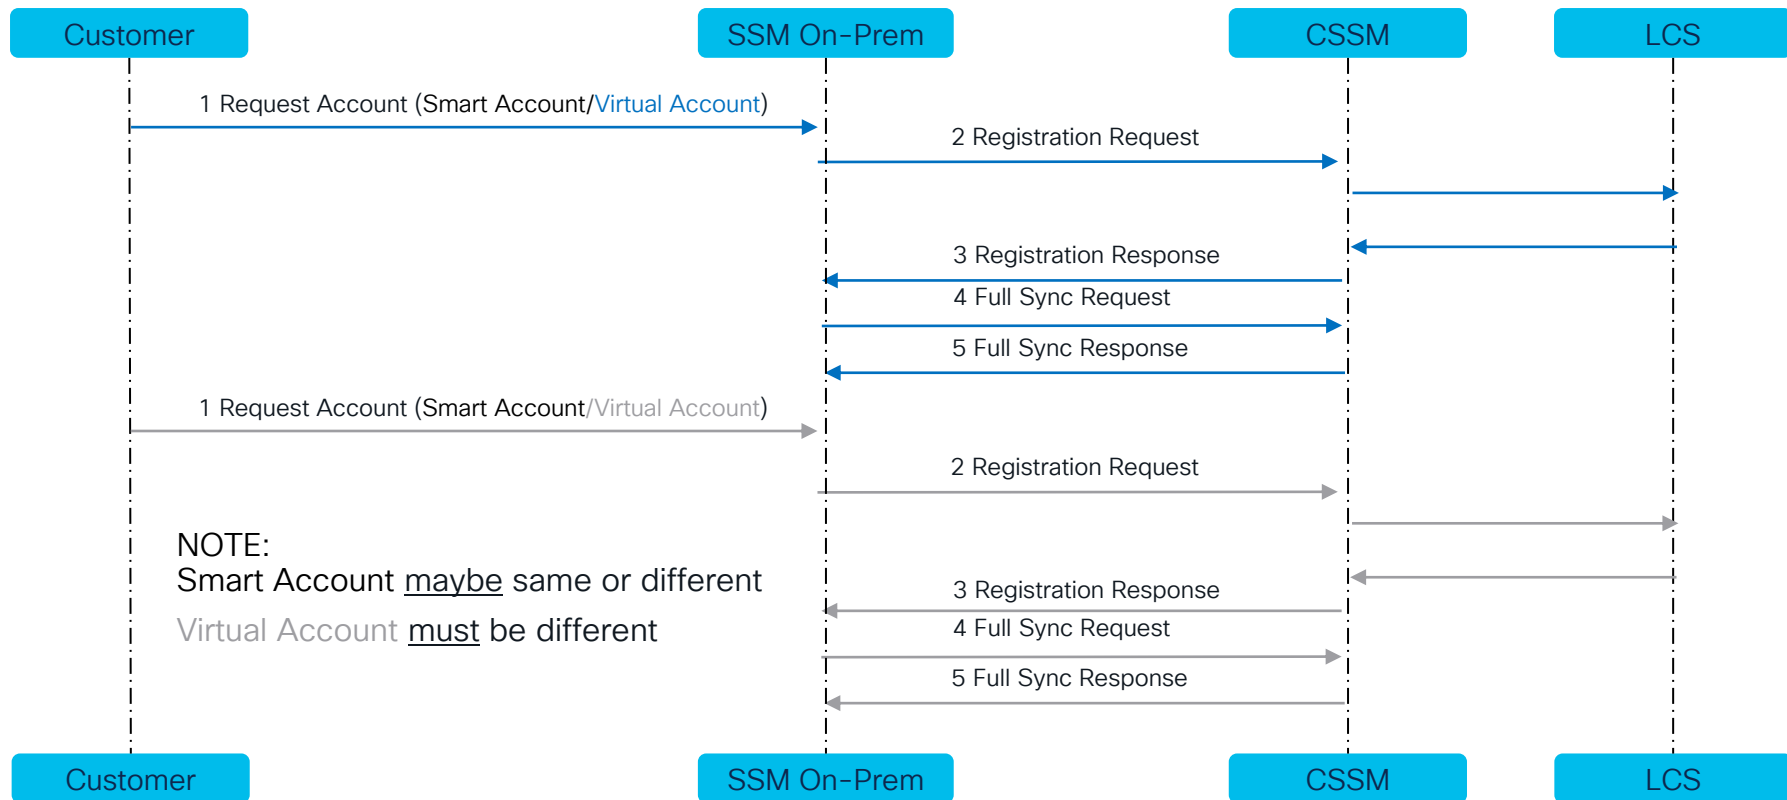 Customer
SSM On-Prem
CSSM
LCS
1 Request Account (Smart Account/Virtual Account)
2 Registration Request
3 Registration Response
4 Full Sync Request
5 Full Sync Response
1 Request Account (Smart Account/Virtual Account)
2 Registration Request
NOTE:
Smart Account maybe same or different
Virtual Account must be different
3 Registration Response
4 Full Sync Request
5 Full Sync Response
Customer
SSM On-Prem
CSSM
LCS